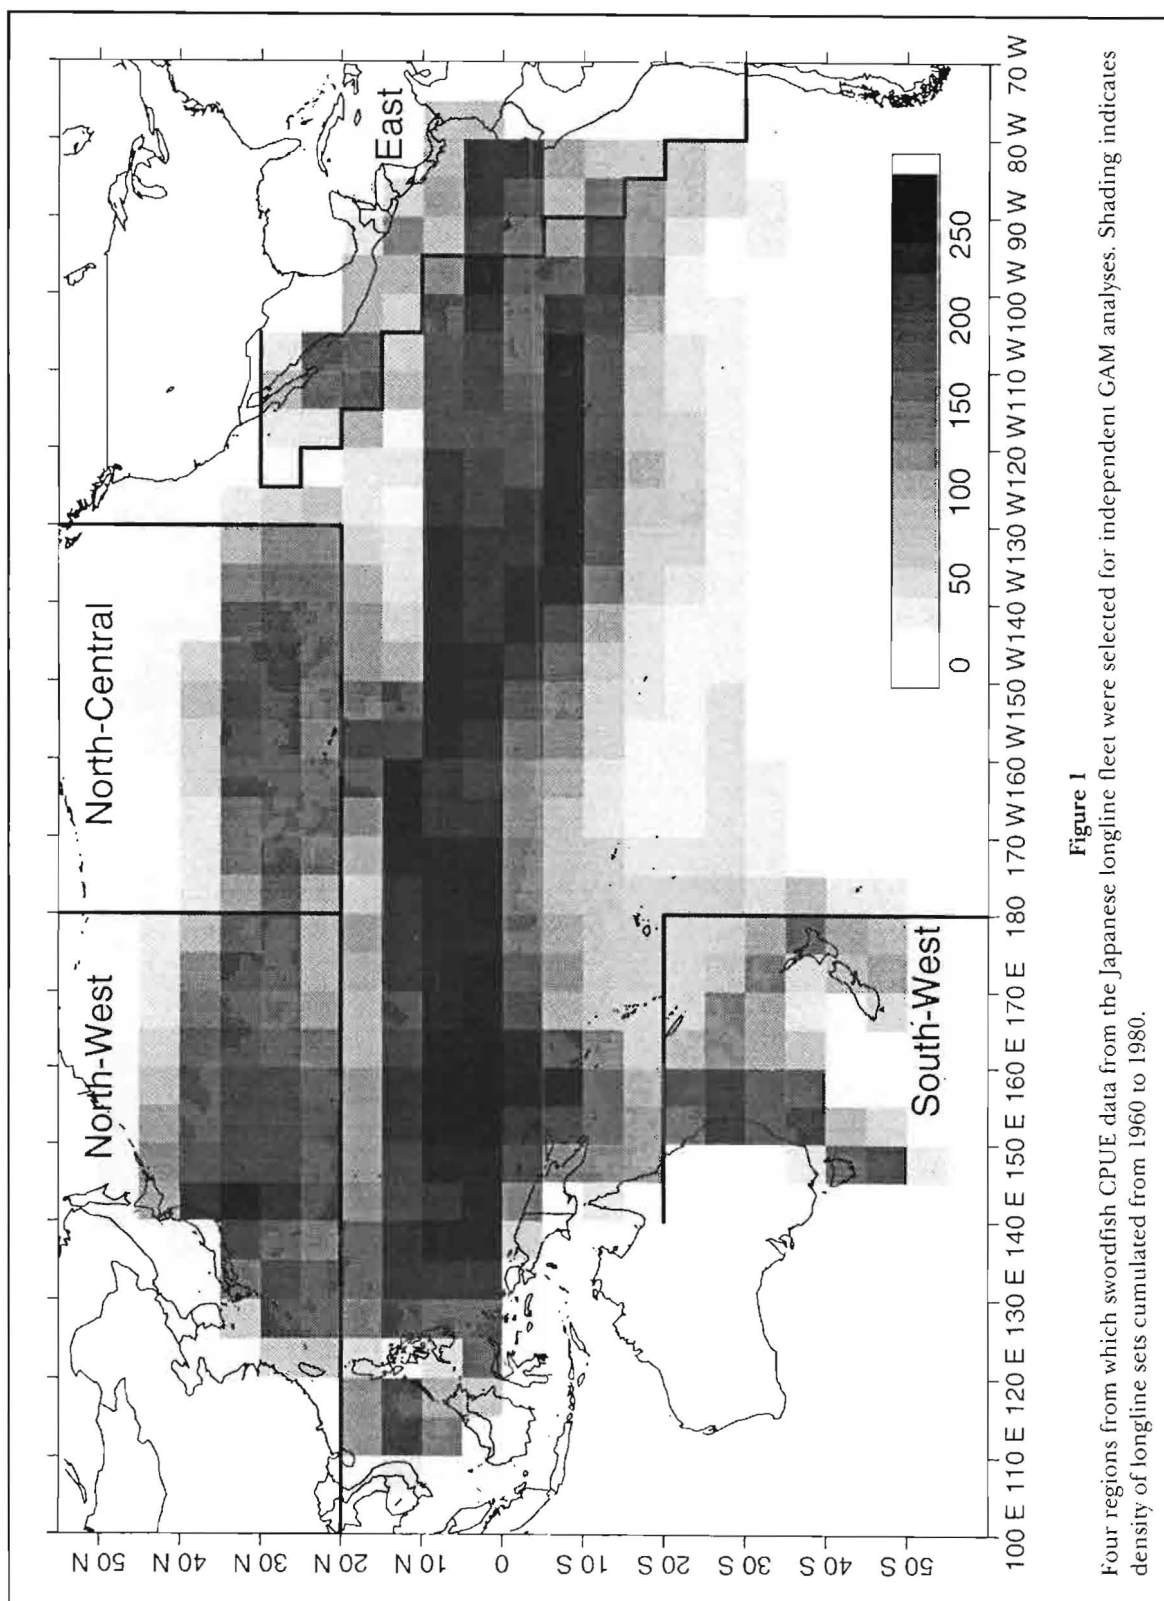 North-West
North-Central
East
South-West
50 N
40 N
30 N
20 N
10 N
0
10 S
20 S
30 S
40 S
50 S
100 E 110 E 120 E 130 E 140 E 150 E 160 E 170 E 180 170 W 160 W 150 W 140 W 130 W 120 W 110 W 100 W 90 W 80 W 70 W
0 50 100 150 200 250
Figure 1
Four regions from which swordfish CPUE data from the Japanese longline fleet were selected for independent GAM analyses. Shading indicates
density of longline sets cumulated from 1960 to 1980.